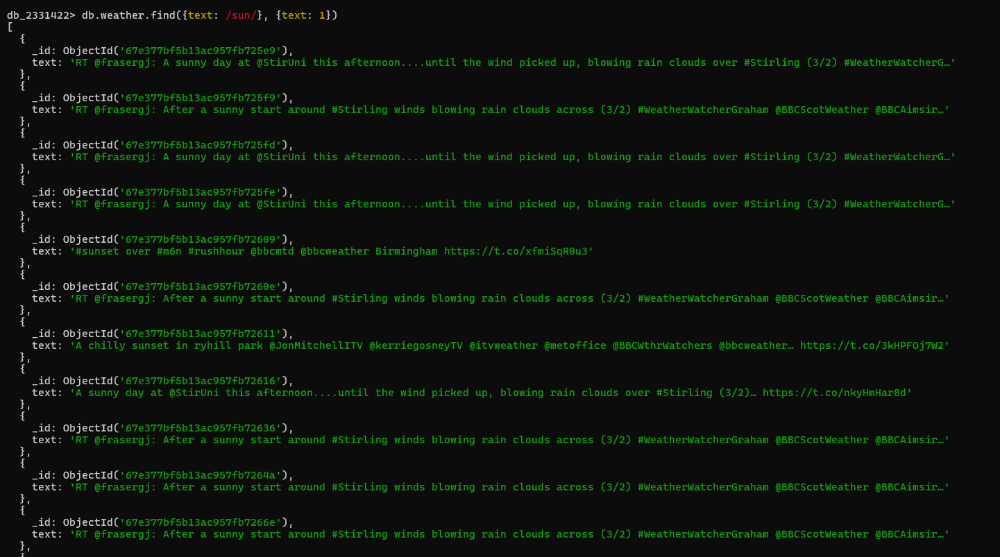 db_2331422> db.weather.find({text: /sun/}, {text: 1})
[
  {
    _id: ObjectId('67e377bf5b13ac957fb725e9'),
    text: 'RT @frasergj: A sunny day at @StirUni this afternoon....until the wind picked up, blowing rain clouds over #Stirling (3/2) #WeatherWatcherG…'
  },
  {
    _id: ObjectId('67e377bf5b13ac957fb725f9'),
    text: 'RT @frasergj: After a sunny start around #Stirling winds blowing rain clouds across (3/2) #WeatherWatcherGraham @BBCScotWeather @BBCAimsir…'
  },
  {
    _id: ObjectId('67e377bf5b13ac957fb725fd'),
    text: 'RT @frasergj: A sunny day at @StirUni this afternoon....until the wind picked up, blowing rain clouds over #Stirling (3/2) #WeatherWatcherG…'
  },
  {
    _id: ObjectId('67e377bf5b13ac957fb725fe'),
    text: 'RT @frasergj: A sunny day at @StirUni this afternoon....until the wind picked up, blowing rain clouds over #Stirling (3/2) #WeatherWatcherG…'
  },
  {
    _id: ObjectId('67e377bf5b13ac957fb72609'),
    text: '#sunset over #m6n #rushhour @bbcmtd @bbcweather Birmingham https://t.co/xfmiSqR0u3'
  },
  {
    _id: ObjectId('67e377bf5b13ac957fb7260e'),
    text: 'RT @frasergj: After a sunny start around #Stirling winds blowing rain clouds across (3/2) #WeatherWatcherGraham @BBCScotWeather @BBCAimsir…'
  },
  {
    _id: ObjectId('67e377bf5b13ac957fb72611'),
    text: 'A chilly sunset in ryhill park @JonMitchellITV @kerriegosneyTV @itvweather @metoffice @BBCWthrWatchers @bbcweather… https://t.co/3kHPFOj7W2'
  },
  {
    _id: ObjectId('67e377bf5b13ac957fb72616'),
    text: 'A sunny day at @StirUni this afternoon....until the wind picked up, blowing rain clouds over #Stirling (3/2)… https://t.co/nkyHmHar8d'
  },
  {
    _id: ObjectId('67e377bf5b13ac957fb72636'),
    text: 'RT @frasergj: After a sunny start around #Stirling winds blowing rain clouds across (3/2) #WeatherWatcherGraham @BBCScotWeather @BBCAimsir…'
  },
  {
    _id: ObjectId('67e377bf5b13ac957fb7264a'),
    text: 'RT @frasergj: After a sunny start around #Stirling winds blowing rain clouds across (3/2) #WeatherWatcherGraham @BBCScotWeather @BBCAimsir…'
  },
  {
    _id: ObjectId('67e377bf5b13ac957fb7266e'),
    text: 'RT @frasergj: After a sunny start around #Stirling winds blowing rain clouds across (3/2) #WeatherWatcherGraham @BBCScotWeather @BBCAimsir…'
  },
  {